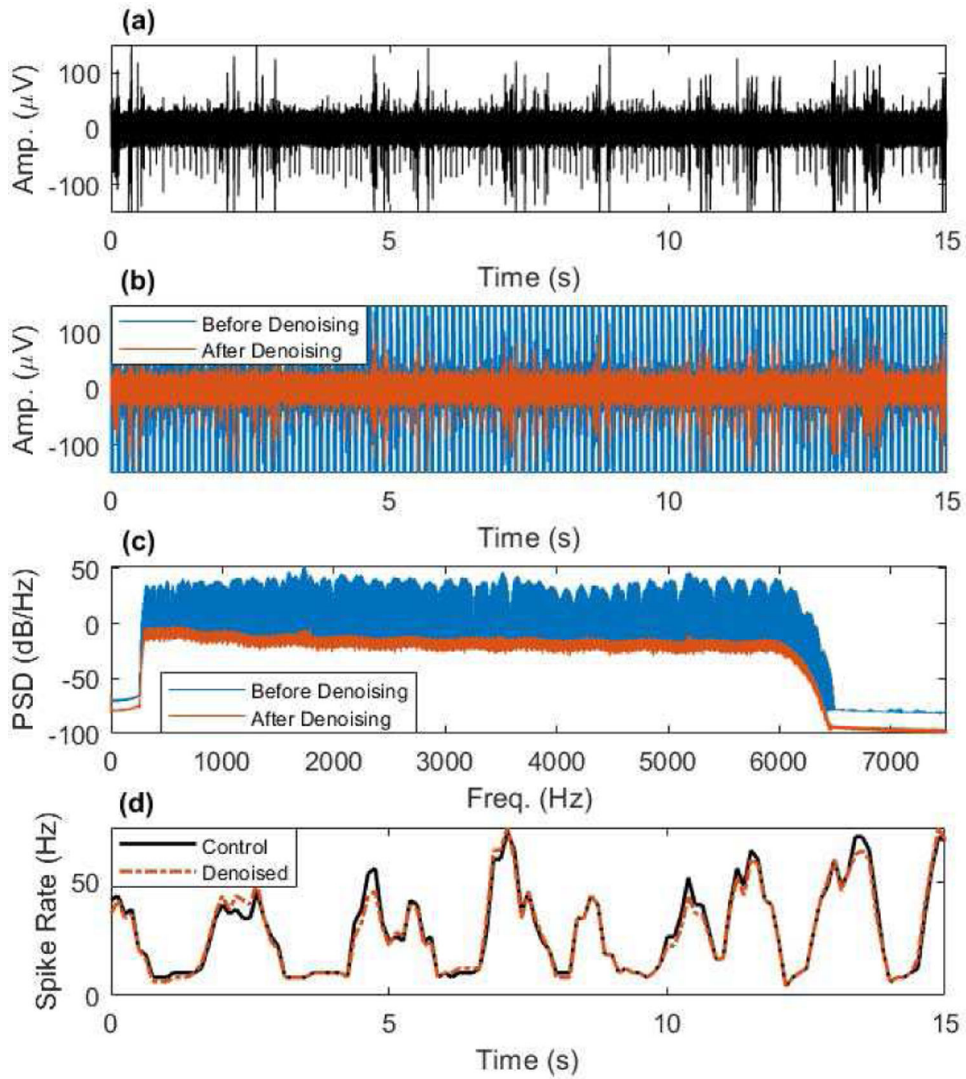 (a)
Amp. (μV)
100
0
-100
0
5
10
15
Time (s)
(b)
Before Denoising
After Denoising
Amp. (μV)
100
0
-100
0
5
10
15
Time (s)
(c)
PSD (dB/Hz)
50
0
-50
-100
Before Denoising
After Denoising
0
1000
2000
3000
4000
5000
6000
7000
Freq. (Hz)
(d)
Spike Rate (Hz)
50
0
Control
Denoised
0
5
10
15
Time (s)